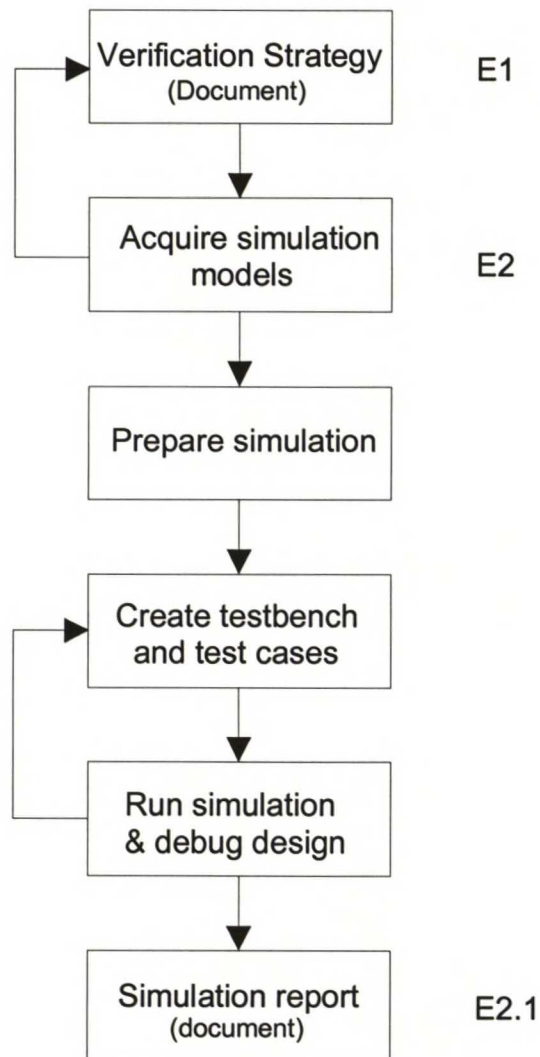 Verification Strategy
(Document)
E1
Acquire simulation
models
E2
Prepare simulation
Create testbench
and test cases
Run simulation
& debug design
Simulation report
(document)
E2.1